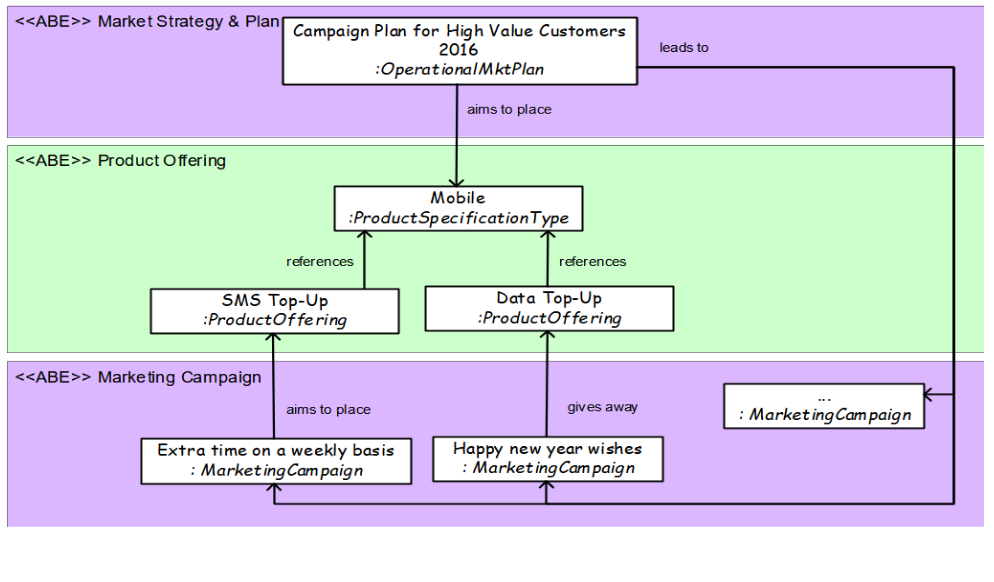 <<ABE>> Market Strategy & Plan
Campaign Plan for High Value Customers
2016
:OperationalMktPlan
leads to
aims to place
<<ABE>> Product Offering
Mobile
:ProductSpecificationType
references
references
SMS Top-Up
:ProductOffering
Data Top-Up
:ProductOffering
<<ABE>> Marketing Campaign
aims to place
gives away
...
: MarketingCampaign
Extra time on a weekly basis
: MarketingCampaign
Happy new year wishes
: MarketingCampaign